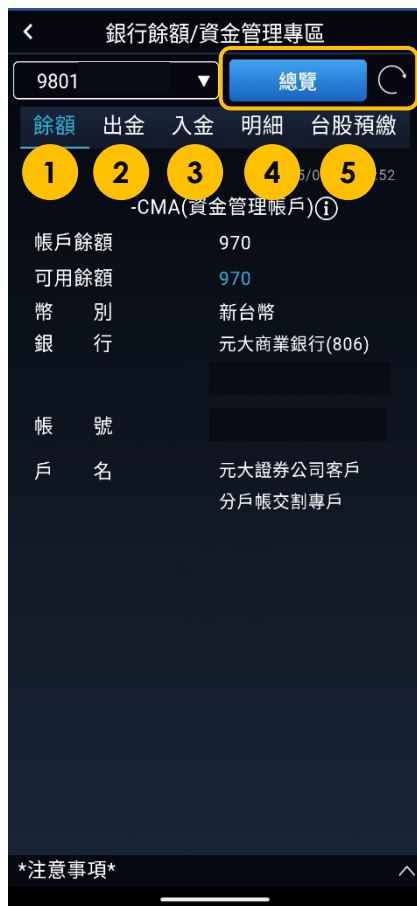 銀行餘額/資金管理專區
9801 ▼ 總覽
餘額 出金 入金 明細 台股預繳
1 2 3 4 5
52
-CMA(資金管理帳戶)ⓘ
帳戶餘額 970
可用餘額 970
幣 別 新台幣
銀 行 元大商業銀行(806)
帳 號
戶 名 元大證券公司客戶
分戶帳交割專戶
*注意事項*